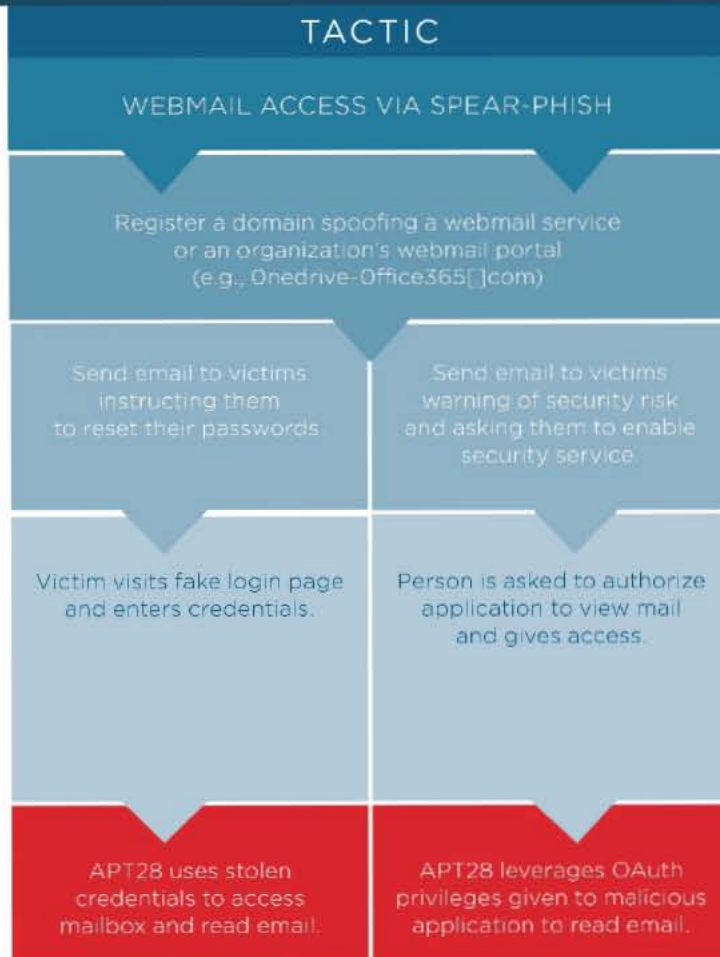 TACTIC
WEBMAIL ACCESS VIA SPEAR-PHISH
Register a domain spoofing a webmail service
or an organization's webmail portal
(e.g., 0nedrive-0ffice365[]com)
Send email to victims
instructing them
to reset their passwords
Send email to victims
warning of security risk
and asking them to enable
security service.
Victim visits fake login page
and enters credentials.
Person is asked to authorize
application to view mail
and gives access.
APT28 uses stolen
credentials to access
mailbox and read email.
APT28 leverages OAuth
privileges given to malicious
application to read email.